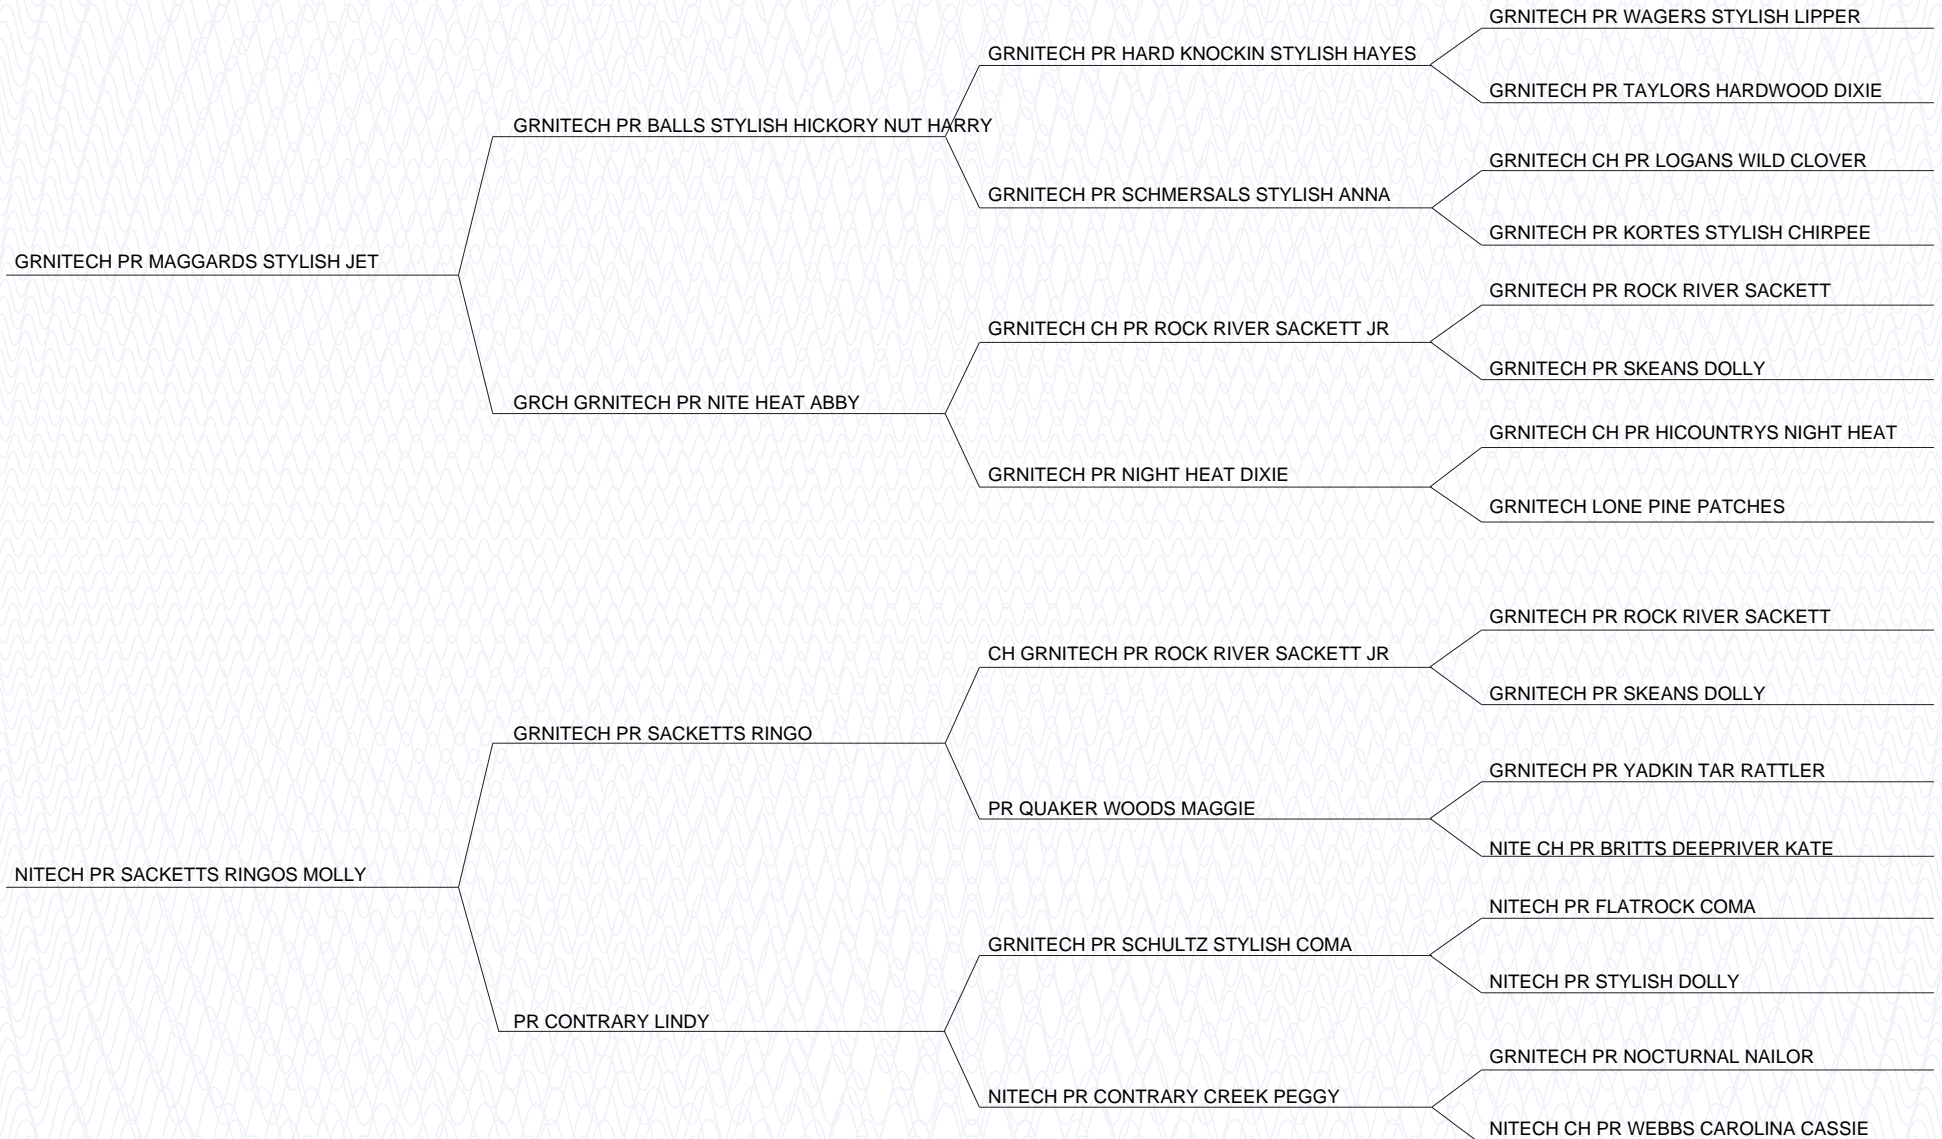 GRNITECH PR WAGERS STYLISH LIPPER
GRNITECH PR HARD KNOCKIN STYLISH HAYES
GRNITECH PR TAYLORS HARDWOOD DIXIE
GRNITECH PR BALLS STYLISH HICKORY NUT HARRY
GRNITECH CH PR LOGANS WILD CLOVER
GRNITECH PR SCHMERSALS STYLISH ANNA
GRNITECH PR KORTES STYLISH CHIRPEE
GRNITECH PR MAGGARDS STYLISH JET
GRNITECH PR ROCK RIVER SACKETT
GRNITECH CH PR ROCK RIVER SACKETT JR
GRNITECH PR SKEANS DOLLY
GRCH GRNITECH PR NITE HEAT ABBY
GRNITECH CH PR HICOUNTRYS NIGHT HEAT
GRNITECH PR NIGHT HEAT DIXIE
GRNITECH LONE PINE PATCHES
GRNITECH PR ROCK RIVER SACKETT
CH GRNITECH PR ROCK RIVER SACKETT JR
GRNITECH PR SKEANS DOLLY
GRNITECH PR SACKETTS RINGO
GRNITECH PR YADKIN TAR RATTLER
PR QUAKER WOODS MAGGIE
NITE CH PR BRITTS DEEPRIVER KATE
NITECH PR SACKETTS RINGOS MOLLY
NITECH PR FLATROCK COMA
GRNITECH PR SCHULTZ STYLISH COMA
NITECH PR STYLISH DOLLY
PR CONTRARY LINDY
GRNITECH PR NOCTURNAL NAILOR
NITECH PR CONTRARY CREEK PEGGY
NITECH CH PR WEBBS CAROLINA CASSIE